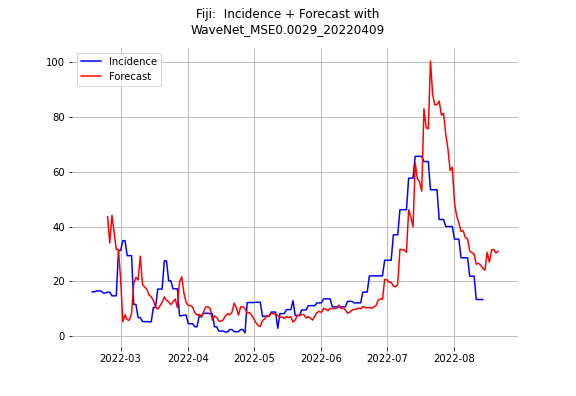 Fiji:  Incidence + Forecast with
WaveNet_MSE0.0029_20220409
Incidence
Forecast
100
80
60
40
20
0
2022-03 2022-04 2022-05 2022-06 2022-07 2022-08